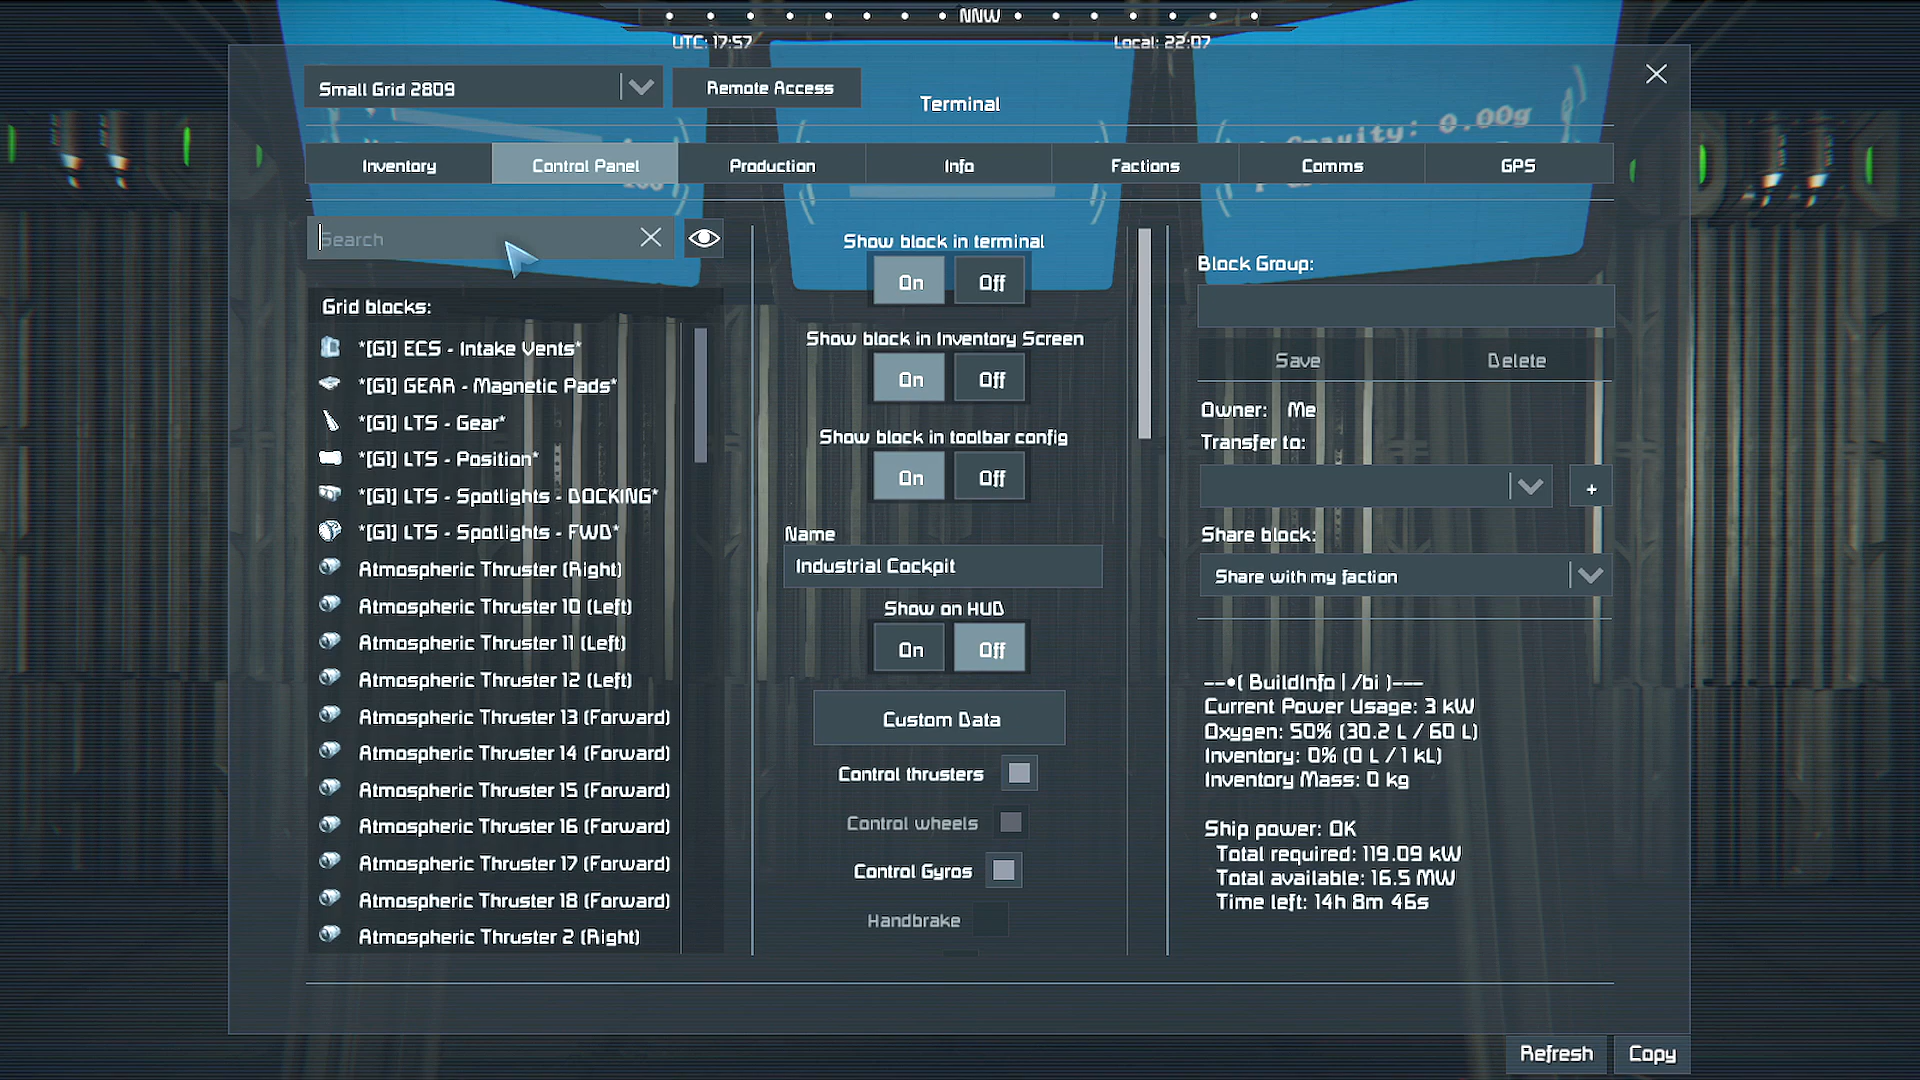 NNW
UTC: 17:57
Local: 22:07
Small Grid 2809
Remote Access
Terminal
Gravity: 0.00g
Inventory
Control Panel
Production
Info
Factions
Comms
GPS
Search
Grid blocks:
*[G1] ECS - Intake Vents*
*[G1] GEAR - Magnetic Pads*
*[G1] LTS - Gear*
*[G1] LTS - Position*
*[G1] LTS - Spotlights - DOCKING*
*[G1] LTS - Spotlights - FWD*
Atmospheric Thruster (Right)
Atmospheric Thruster 10 (Left)
Atmospheric Thruster 11 (Left)
Atmospheric Thruster 12 (Left)
Atmospheric Thruster 13 (Forward)
Atmospheric Thruster 14 (Forward)
Atmospheric Thruster 15 (Forward)
Atmospheric Thruster 16 (Forward)
Atmospheric Thruster 17 (Forward)
Atmospheric Thruster 18 (Forward)
Atmospheric Thruster 2 (Right)
Show block in terminal
On Off
Show block in Inventory Screen
On Off
Show block in toolbar config
On Off
Name
Industrial Cockpit
Show on HUD
On Off
Custom Data
Control thrusters
Control wheels
Control Gyros
Handbrake
Block Group:
Save
Delete
Owner: Me
Transfer to:
+
Share block:
Share with my faction
--•( BuildInfo | /bi )---
Current Power Usage: 3 kW
Oxygen: 50% (30.2 L / 60 L)
Inventory: 0% (0 L / 1 kL)
Inventory Mass: 0 kg
Ship power: OK
Total required: 119.09 kW
Total available: 16.5 MW
Time left: 14h 8m 46s
Refresh
Copy